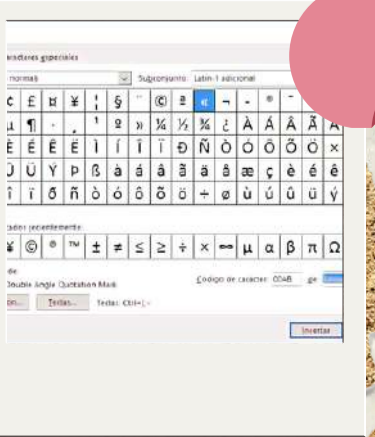 Caracteres especiales
normal) Subconjunto: Latin-1 adicional
¢ £ ¤ ¥ ¦ § ¨ © ª « ¬ - ® ¯
µ ¶ · ¸ ¹ º » ¼ ½ ¾ ¿ À Á Â Ã Ä
È É Ê Ë Ì Í Î Ï Ð Ñ Ò Ó Ô Õ Ö ×
Û Ü Ý Þ ß à á â ã ä å æ ç è é ê
î ï ð ñ ò ó ô õ ö ÷ ø ù ú û ü ý
recientemente
¥ © ® ™ ± ≠ ≤ ≥ ÷ × ∞ µ α β π Ω
Double Angle Quotation Mark
Código de carácter: 00AB de:
Teclas... Teclas: Ctrl+
Insertar